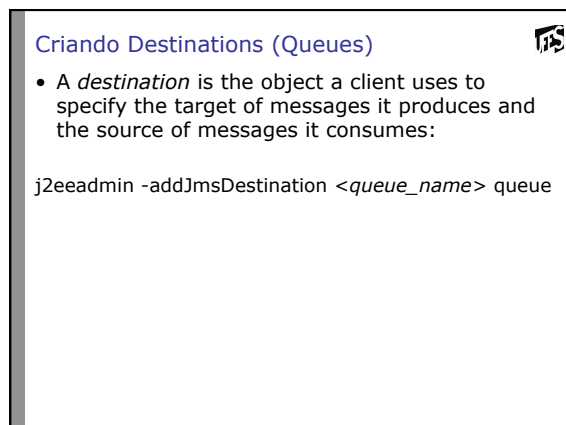 Criando Destinations (Queues)
• A destination is the object a client uses to
specify the target of messages it produces and
the source of messages it consumes:
j2eeadmin -addJmsDestination <queue_name> queue